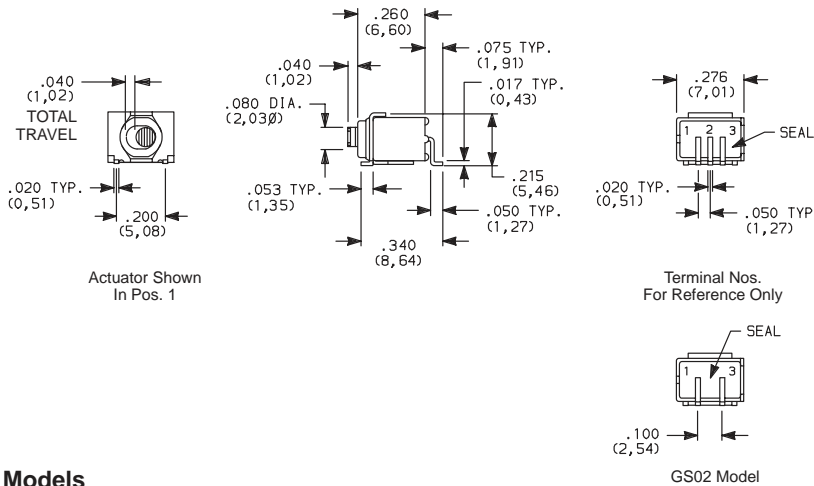 .040
(1,02)
TOTAL
TRAVEL
.020 TYP.
(0,51)
.200
(5,08)
Actuator Shown
In Pos. 1
.260
(6,60)
.075 TYP.
(1,91)
.040
(1,02)
.017 TYP.
(0,43)
.080 DIA.
(2,03Ø)
.053 TYP.
(1,35)
.215
(5,46)
.050 TYP.
(1,27)
.340
(8,64)
.276
(7,01)
1 2 3
SEAL
.020 TYP.
(0,51)
.050 TYP
(1,27)
Terminal Nos.
For Reference Only
SEAL
1 3
.100
(2,54)
GS02 Model
Models